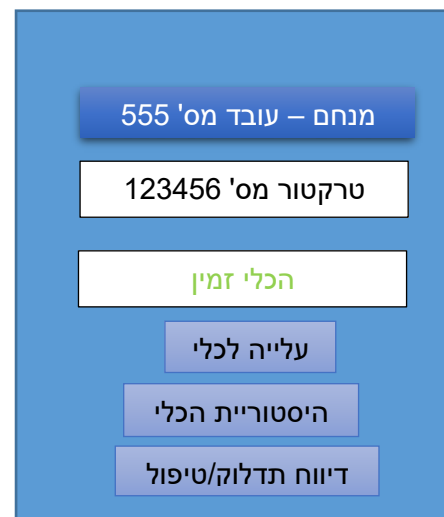 מנחם – עובד מס' 555
טרקטור מס' 123456
הכלי זמין
עלייה לכלי
היסטוריית הכלי
דיווח תדלוק/טיפול